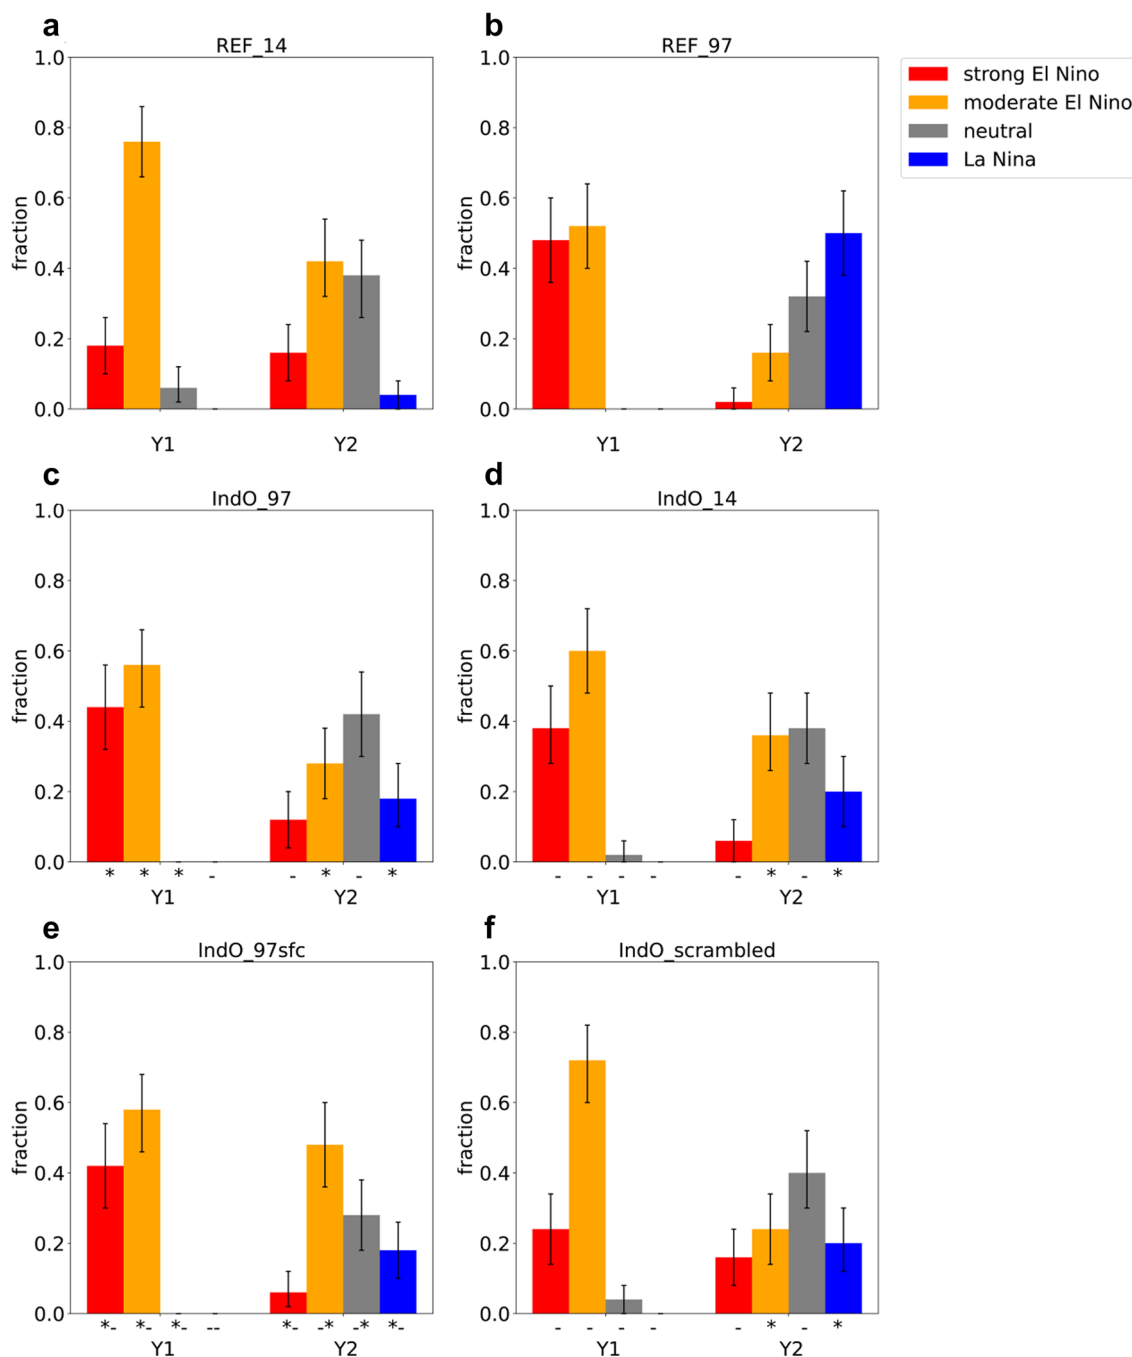 a
REF_14
1.0
0.8
0.6
0.4
0.2
0.0
fraction
Y1 Y2
b
REF_97
1.0
0.8
0.6
0.4
0.2
0.0
fraction
Y1 Y2
strong El Nino
moderate El Nino
neutral
La Nina
c
IndO_97
1.0
0.8
0.6
0.4
0.2
0.0
fraction
* * * - - * - *
Y1 Y2
d
IndO_14
1.0
0.8
0.6
0.4
0.2
0.0
fraction
- - - - - * - *
Y1 Y2
e
IndO_97sfc
1.0
0.8
0.6
0.4
0.2
0.0
fraction
*- *- *- -- *- -* -* *-
Y1 Y2
f
IndO_scrambled
1.0
0.8
0.6
0.4
0.2
0.0
fraction
- - - - - * - *
Y1 Y2